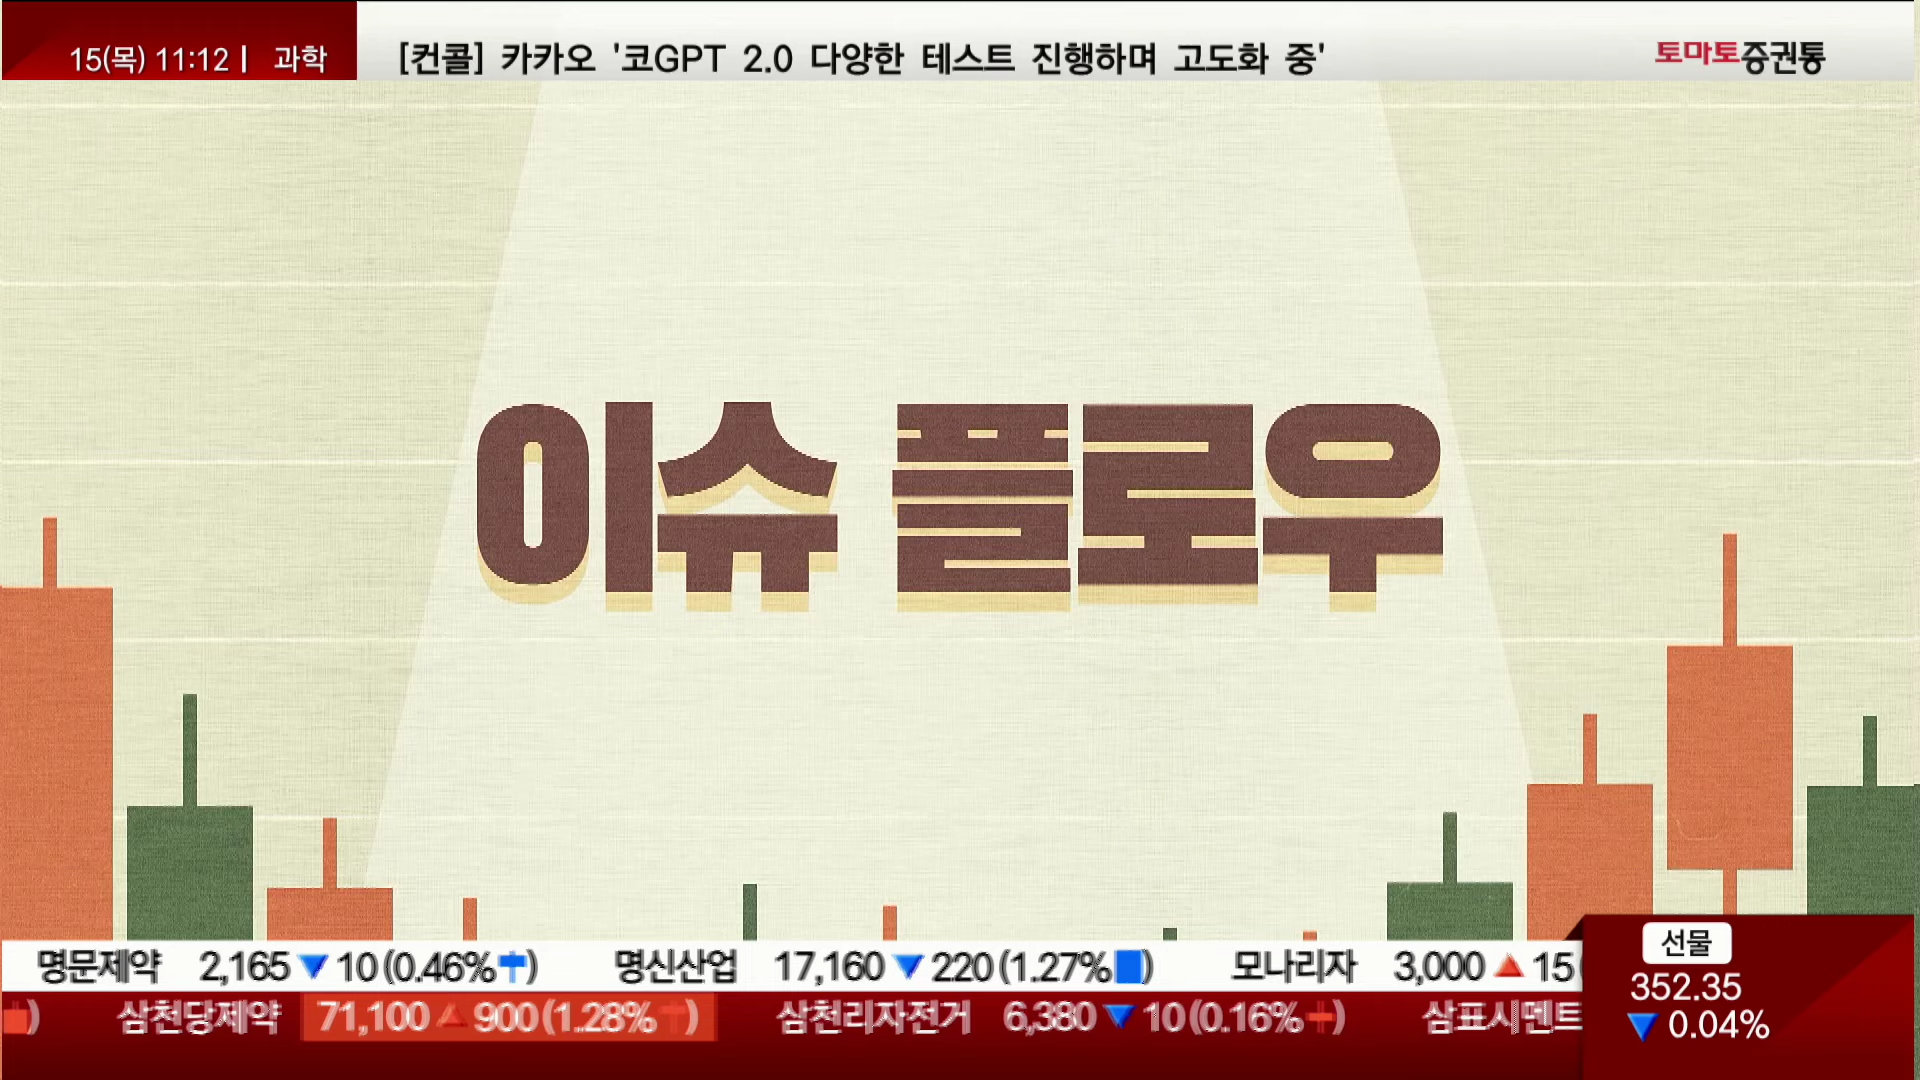 15(목) 11:12 | 과학
[컨콜] 카카오 '코GPT 2.0 다양한 테스트 진행하며 고도화 중'
토마토증권통
이슈 플로우
명문제약 2,165 ▼ 10 (0.46% ) 명신산업 17,160 ▼ 220 (1.27% ) 모나리자 3,000 ▲ 15 (
) 삼천당제약 71,100 ▲ 900 (1.28% ) 삼천리자전거 6,380 ▼ 10 (0.16% ) 삼표시멘트
선물
352.35
▼ 0.04%